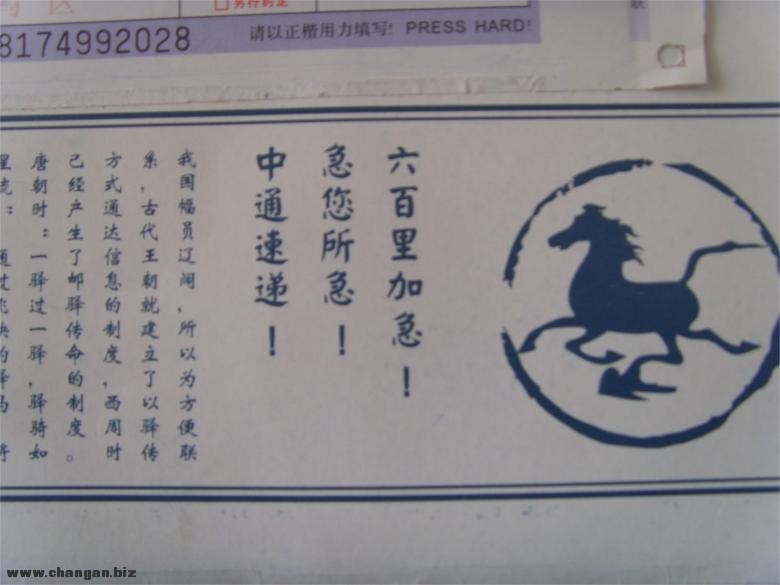 8174992028
请以正楷用力填写! PRESS HARD!
联
六百里加急！
急您所急！
中通速递！
我国幅员辽阔，所以为方便联
系，古代王朝就建立了以驿传
方式通达信息的制度，西周时
已经产生了邮驿传命的制度。
唐朝时：一驿过一驿，驿骑如
www.changan.biz